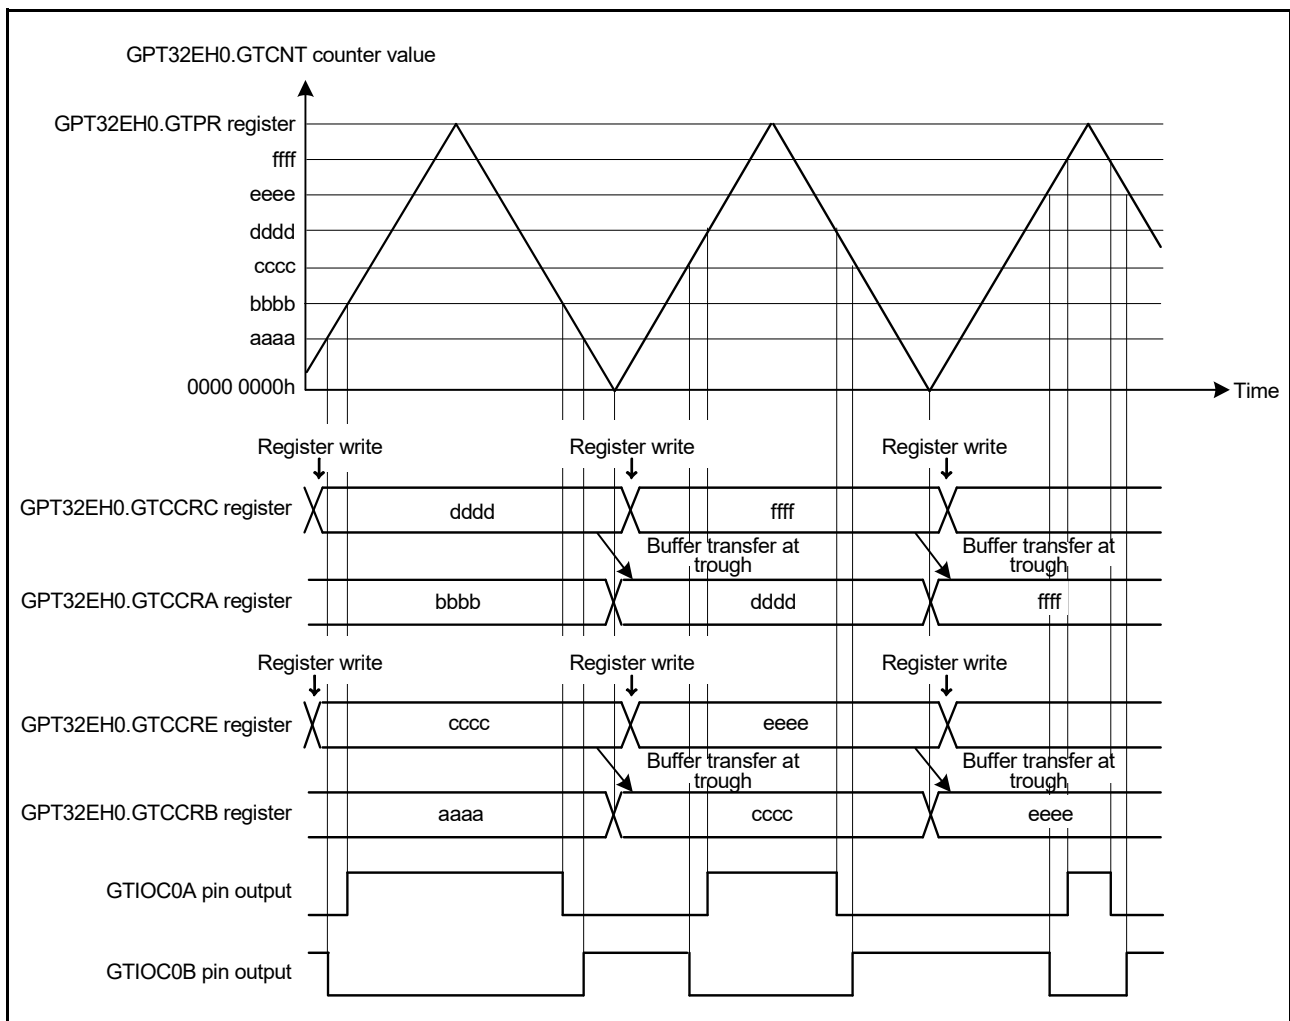 GPT32EH0.GTCNT counter value
GPT32EH0.GTPR register
ffff
eeee
dddd
cccc
bbbb
aaaa
0000 0000h
Time
Register write
Register write
Register write
GPT32EH0.GTCCRC register
dddd
ffff
Buffer transfer at
trough
Buffer transfer at
trough
GPT32EH0.GTCCRA register
bbbb
dddd
ffff
Register write
Register write
Register write
GPT32EH0.GTCCRE register
cccc
eeee
Buffer transfer at
trough
Buffer transfer at
trough
GPT32EH0.GTCCRB register
aaaa
cccc
eeee
GTIOC0A pin output
GTIOC0B pin output